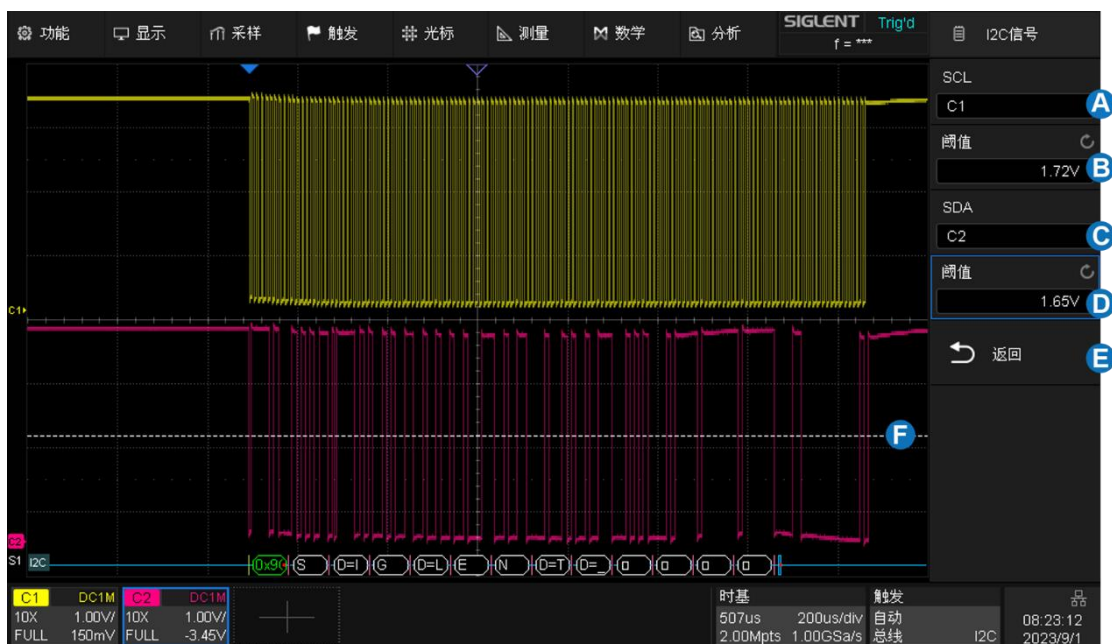 功能 显示 采样 触发 光标 测量 数学 分析 SIGLENT Trig'd I2C信号
f = ***
SCL
C1 A
阈值
1.72V B
SDA
C2 C
阈值
1.65V D
返回 E
F
C1
C2
S1 I2C 0x90 S D=I G D=L E N D=T D=_
C1 DC1M C2 DC1M 时基 触发
10X 1.00V/ 10X 1.00V/ 507us 200us/div 自动 08:23:12
FULL 150mV FULL -3.45V 2.00Mpts 1.00GSa/s 总线 I2C 2023/9/1